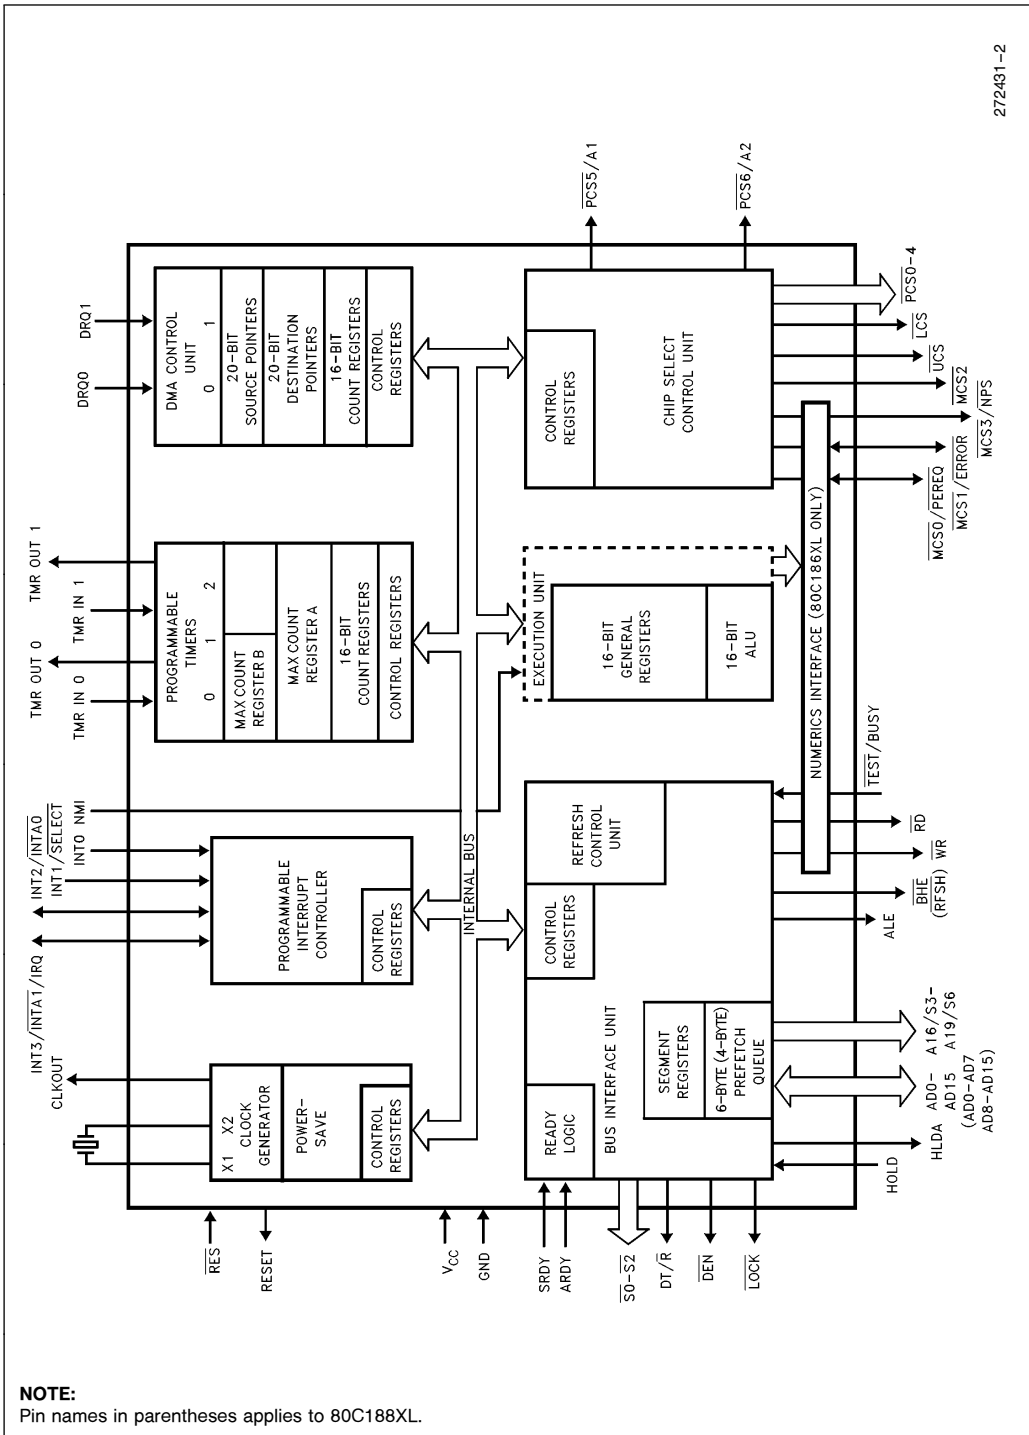 272431-2
CLKOUT
INT3/INTA1/IRQ
INT2/INTA0
INT1/SELECT
INT0
NMI
TMR IN 0
TMR OUT 0
TMR IN 1
TMR OUT 1
DRQ0
DRQ1
X1 X2
CLOCK
GENERATOR
POWER-
SAVE
CONTROL
REGISTERS
PROGRAMMABLE
INTERRUPT
CONTROLLER
CONTROL
REGISTERS
PROGRAMMABLE
TIMERS
0 1 2
MAX COUNT
REGISTER B
MAX COUNT
REGISTER A
16-BIT
COUNT REGISTERS
CONTROL REGISTERS
DMA CONTROL
UNIT
0 1
20-BIT
SOURCE POINTERS
20-BIT
DESTINATION
POINTERS
16-BIT
COUNT REGISTERS
CONTROL
REGISTERS
RES
RESET
VCC
GND
SRDY
ARDY
S0-S2
DT/R
DEN
LOCK
INTERNAL BUS
READY
LOGIC
BUS INTERFACE UNIT
CONTROL
REGISTERS
REFRESH
CONTROL
UNIT
SEGMENT
REGISTERS
6-BYTE (4-BYTE)
PREFETCH
QUEUE
EXECUTION UNIT
16-BIT
GENERAL
REGISTERS
16-BIT
ALU
CONTROL
REGISTERS
CHIP SELECT
CONTROL UNIT
PCS5/A1
PCS6/A2
NUMERICS INTERFACE (80C186XL ONLY)
HOLD
HLDA
AD0-
AD15
(AD0-AD7
AD8-AD15)
A16/S3-
A19/S6
ALE
BHE
(RFSH)
WR
RD
TEST/BUSY
MCS0/PEREQ
MCS1/ERROR
MCS3/NPS
MCS2
UCS
LCS
PCS0-4
NOTE:
Pin names in parentheses applies to 80C188XL.